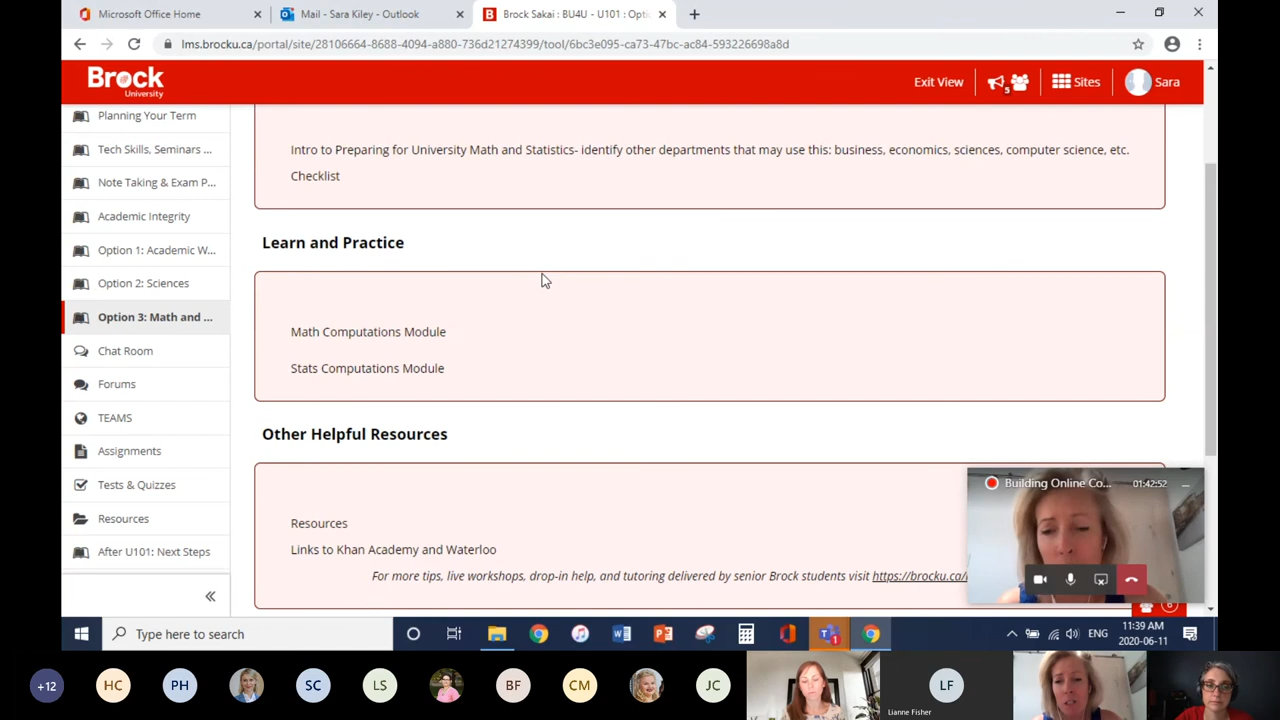 Microsoft Office Home
Mail - Sara Kiley - Outlook
Brock Sakai : BU4U - U101 : Opti
lms.brocku.ca/portal/site/28106664-8688-4094-a880-736d21274399/tool/6bc3e095-ca73-47bc-ac84-593226698a8d
Brock
University
Exit View
5
Sites
Sara
Planning Your Term
Tech Skills, Seminars ...
Note Taking & Exam P...
Academic Integrity
Option 1: Academic W...
Option 2: Sciences
Option 3: Math and ...
Chat Room
Forums
TEAMS
Assignments
Tests & Quizzes
Resources
After U101: Next Steps
«
Intro to Preparing for University Math and Statistics- identify other departments that may use this: business, economics, sciences, computer science, etc.
Checklist
Learn and Practice
Math Computations Module
Stats Computations Module
Other Helpful Resources
Resources
Links to Khan Academy and Waterloo
For more tips, live workshops, drop-in help, and tutoring delivered by senior Brock students visit https://brocku.ca/
Building Online Co...
01:42:52
Type here to search
ENG
11:39 AM
2020-06-11
+12
HC
PH
SC
LS
BF
CM
JC
LF
Lianne Fisher